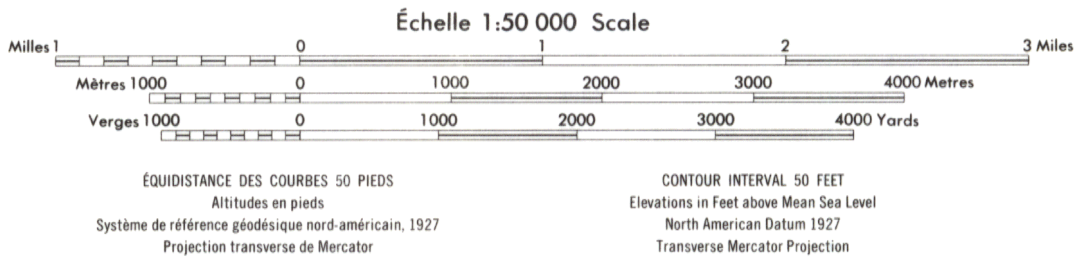 Échelle 1:50 000 Scale
Milles 1 0 1 2 3 Miles
Mètres 1000 0 1000 2000 3000 4000 Metres
Verges 1000 0 1000 2000 3000 4000 Yards
ÉQUIDISTANCE DES COURBES 50 PIEDS
Altitudes en pieds
Système de référence géodésique nord-américain, 1927
Projection transverse de Mercator
CONTOUR INTERVAL 50 FEET
Elevations in Feet above Mean Sea Level
North American Datum 1927
Transverse Mercator Projection